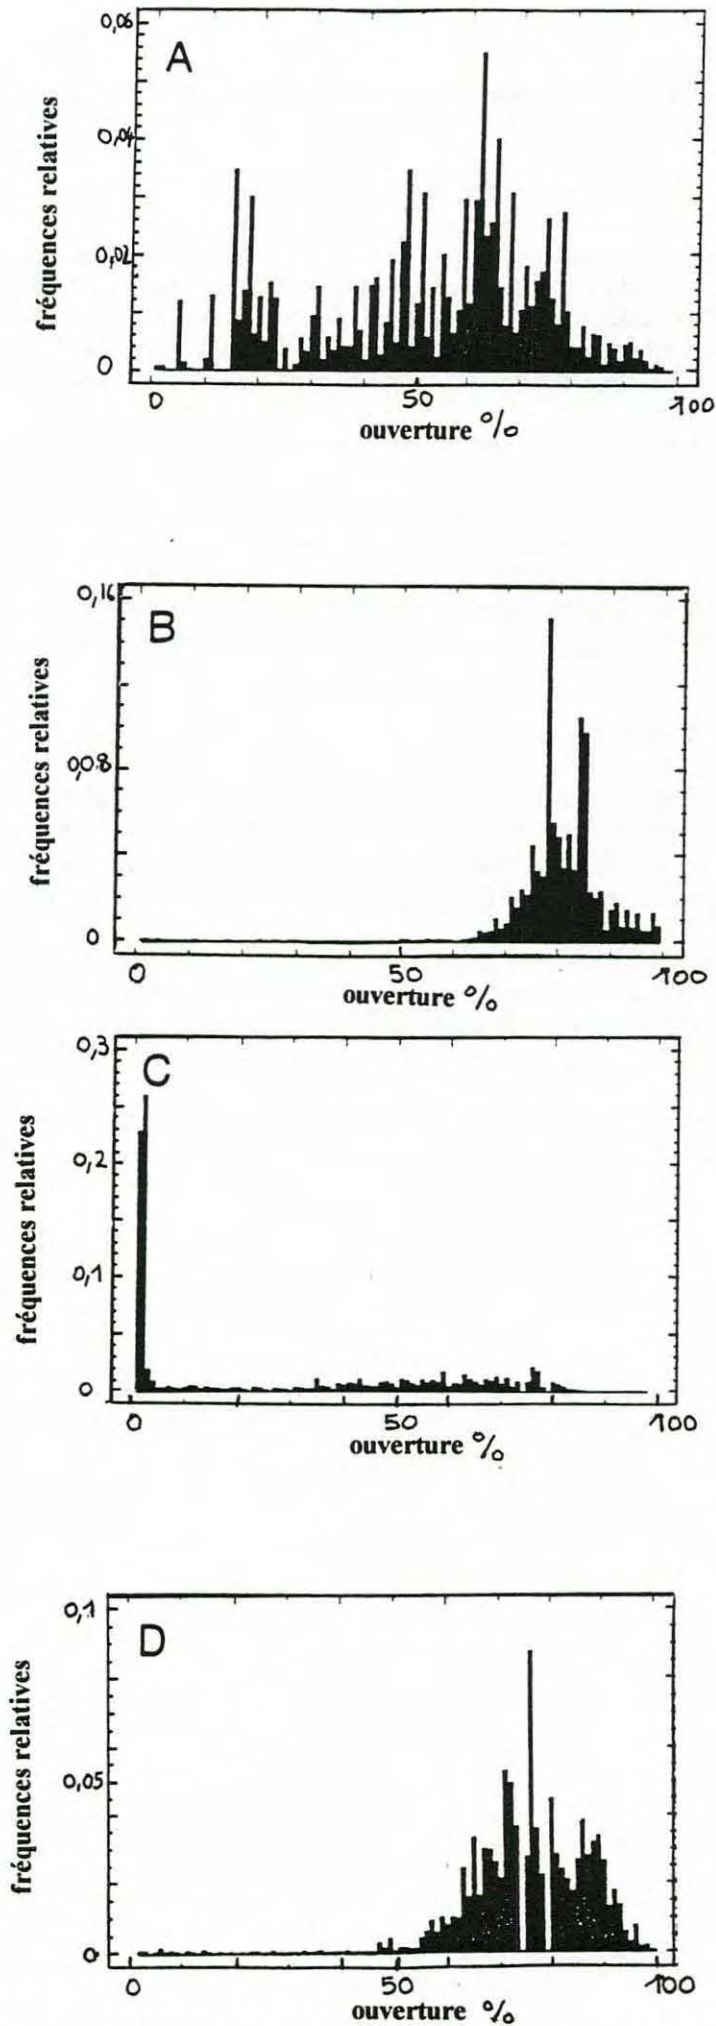 0,06
A
0,04
0,02
0
fréquences relatives
0 50 100
ouverture %
0,16
B
0,08
0
fréquences relatives
0 50 100
ouverture %
0,3
C
0,2
0,1
0
fréquences relatives
0 50 100
ouverture %
0,1
D
0,05
0
fréquences relatives
0 50 100
ouverture %